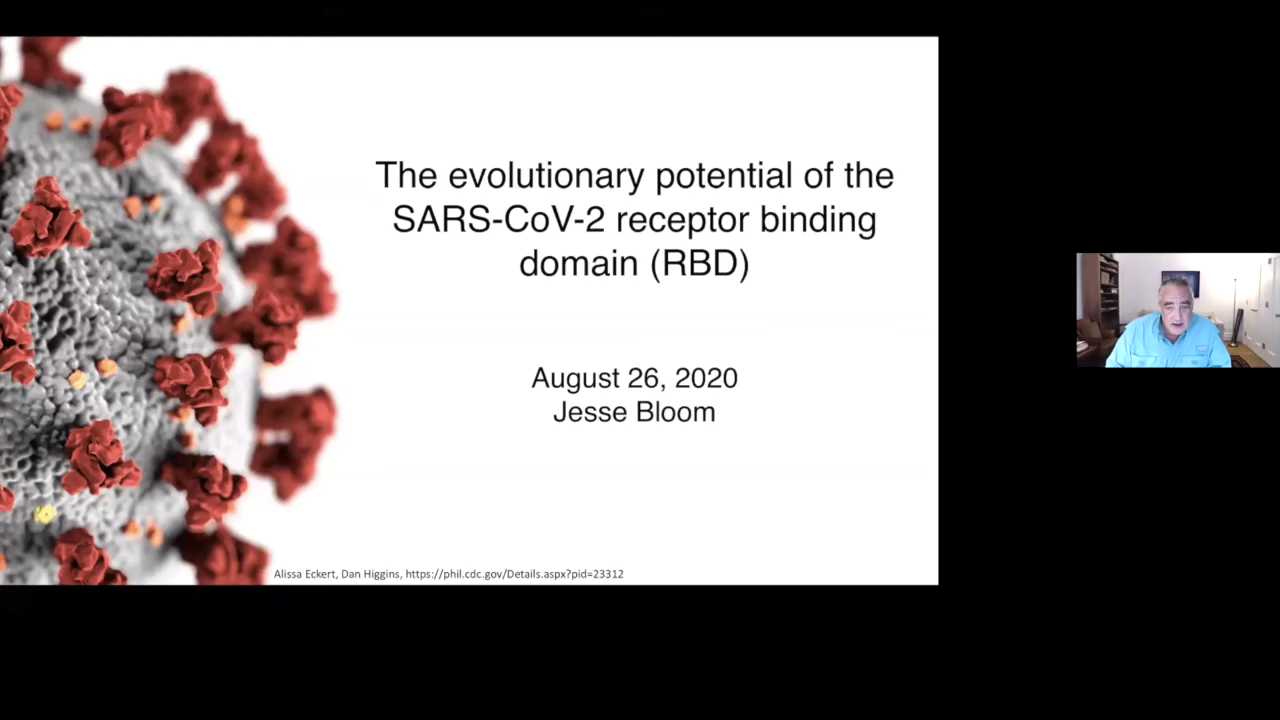 The evolutionary potential of the
SARS-CoV-2 receptor binding
domain (RBD)
August 26, 2020
Jesse Bloom
Alissa Eckert, Dan Higgins, https://phil.cdc.gov/Details.aspx?pid=23312